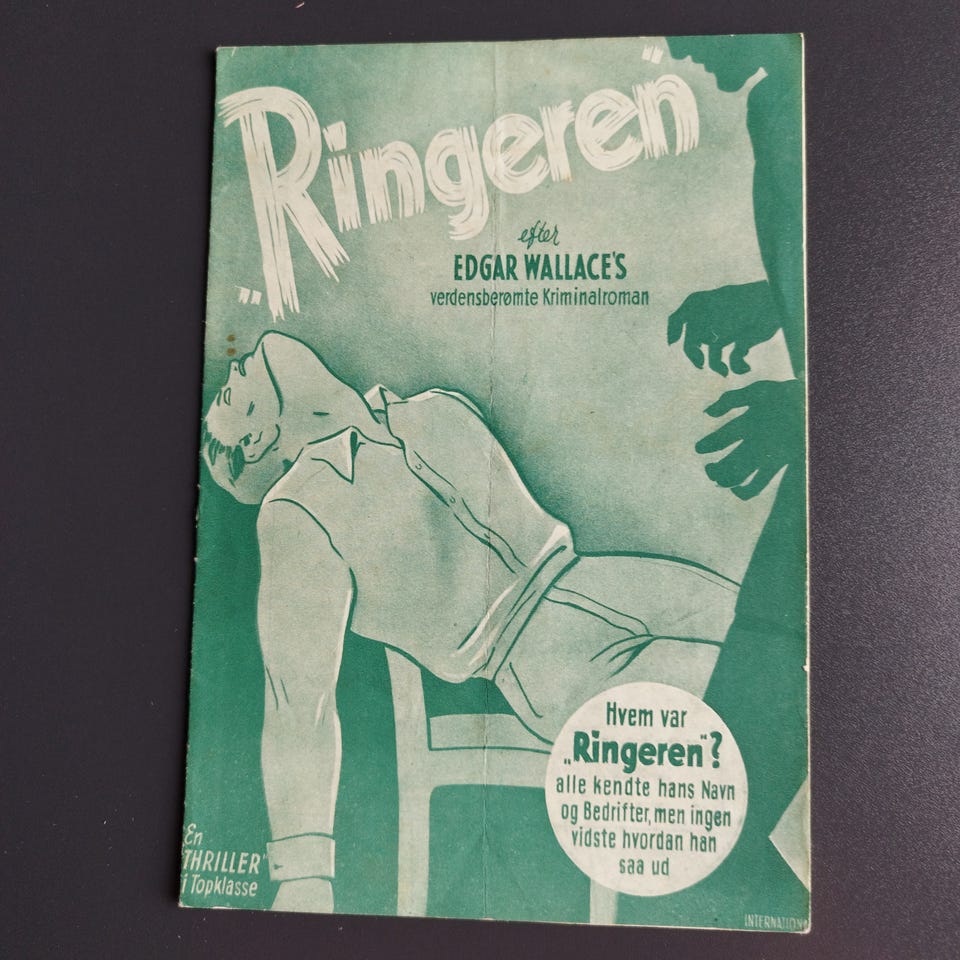 „Ringeren"
efter
EDGAR WALLACE'S
verdensberømte Kriminalroman
Hvem var
„Ringeren"?
alle kendte hans Navn
og Bedrifter, men ingen
vidste hvordan han
saa ud
En
THRILLER"
i Topklasse
INTERNATION